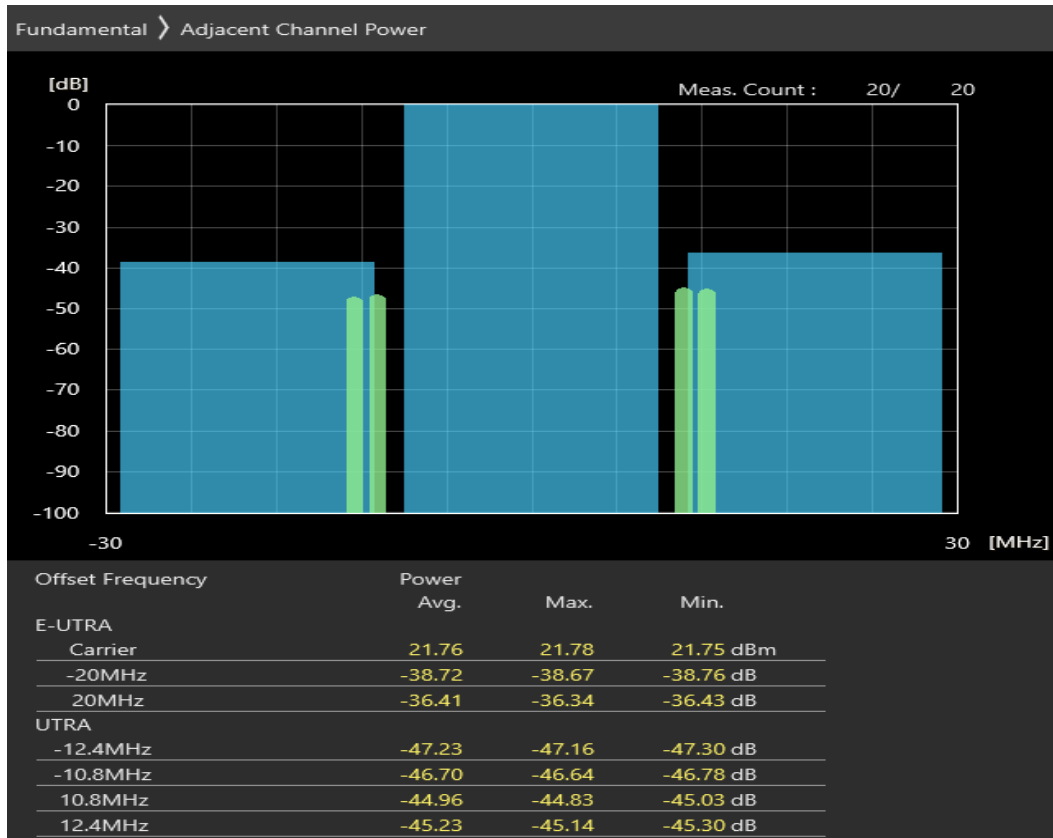 Fundamental 〉 Adjacent Channel Power
[dB]
Meas. Count : 20/ 20
0
-10
-20
-30
-40
-50
-60
-70
-80
-90
-100
-30 30 [MHz]
Offset Frequency Power
Avg. Max. Min.
E-UTRA
Carrier 21.76 21.78 21.75 dBm
-20MHz -38.72 -38.67 -38.76 dB
20MHz -36.41 -36.34 -36.43 dB
UTRA
-12.4MHz -47.23 -47.16 -47.30 dB
-10.8MHz -46.70 -46.64 -46.78 dB
10.8MHz -44.96 -44.83 -45.03 dB
12.4MHz -45.23 -45.14 -45.30 dB